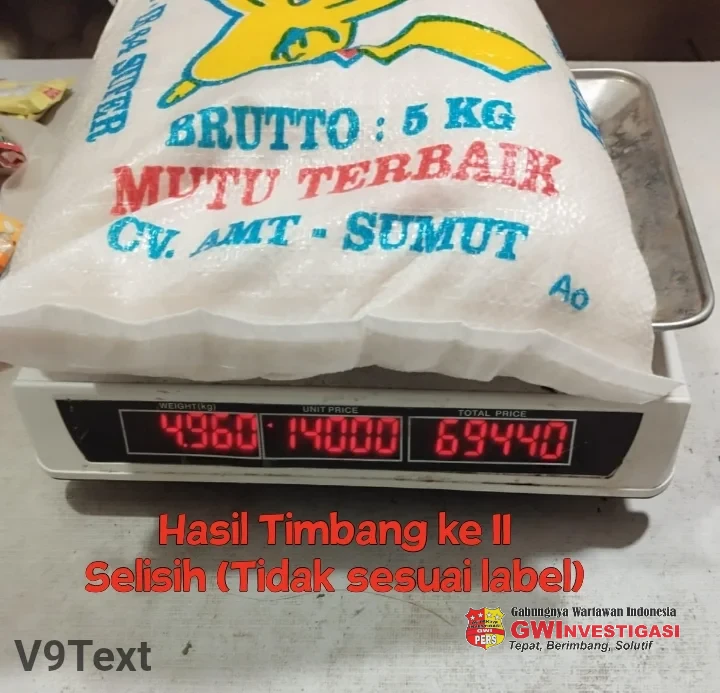 BRUTTO : 5 KG
MUTU TERBAIK
CV. AMT - SUMUT
Ao
WEIGHT(kg) UNIT PRICE TOTAL PRICE
4.960 14000 69440
Hasil Timbang ke II
Selisih (Tidak sesuai label)
Gabungnya Wartawan Indonesia
GWINVESTIGASI
Tepat, Berimbang, Solutif
PERS
V9Text